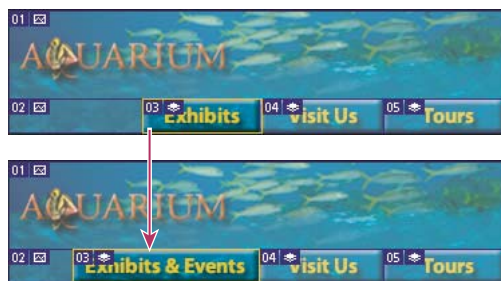 01
AQUARIUM
02 03 04 05
Exhibits Visit Us Tours
01
AQUARIUM
02 03 04 05
Exhibits & Events Visit Us Tours